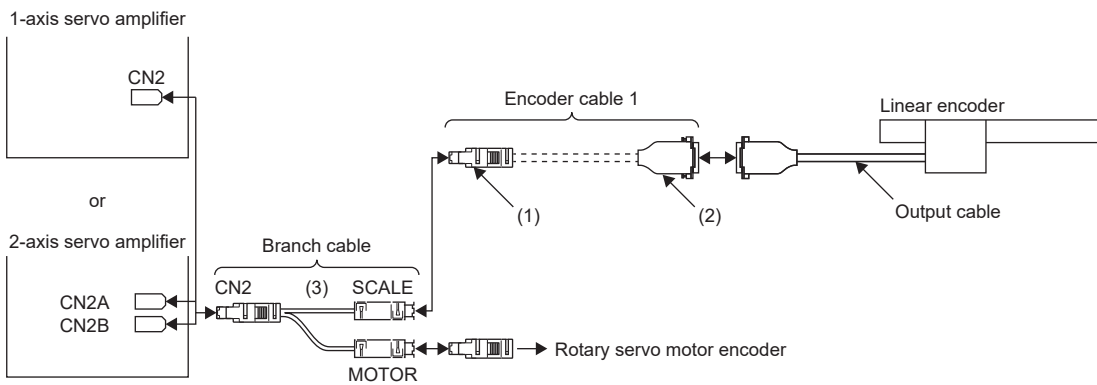 1-axis servo amplifier
CN2
Encoder cable 1
Linear encoder
(1)
(2)
Output cable
or
2-axis servo amplifier
Branch cable
CN2
(3)
SCALE
CN2A
CN2B
Rotary servo motor encoder
MOTOR